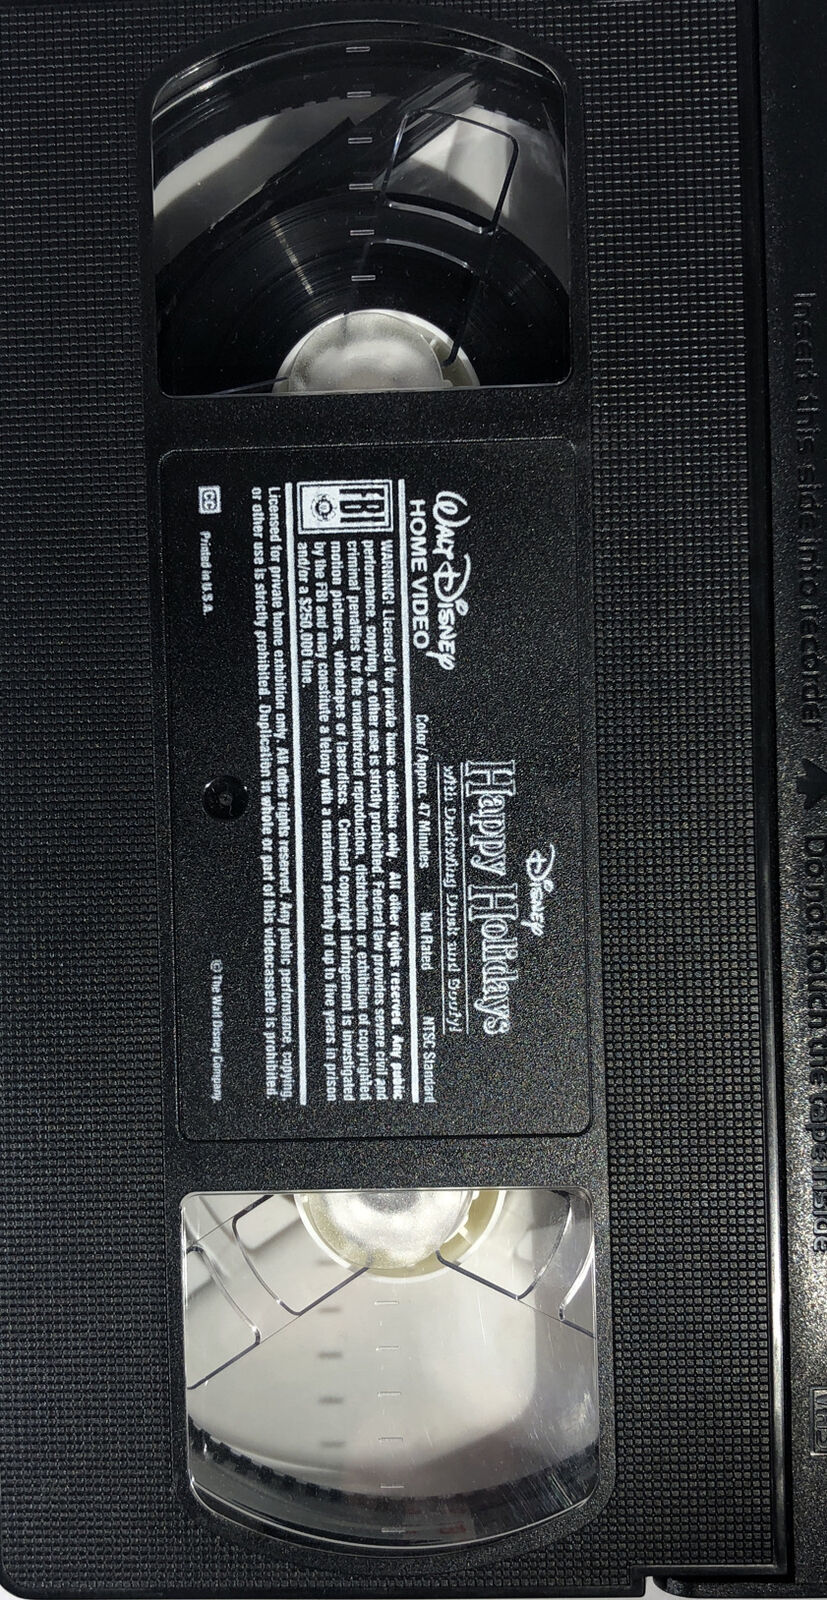 Insert this side into recorder ▲ Do not touch the tape inside
VHS
Disney
Happy Holidays
with Darkwing Duck and Goofy!
WALT DISNEY
HOME VIDEO
Color/Approx. 47 Minutes Not Rated NTSC Standard
FBI
WARNING! Licensed for private home exhibition only. All other rights reserved. Any public
performance, copying, or other use is strictly prohibited. Federal law provides severe civil and
criminal penalties for the unauthorized reproduction, distribution or exhibition of copyrighted
motion pictures, videotapes or laserdiscs. Criminal copyright infringement is investigated
by the FBI and may constitute a felony with a maximum penalty of up to five years in prison
and/or a $250,000 fine.
Licensed for private home exhibition only. All other rights reserved. Any public performance, copying,
or other use is strictly prohibited. Duplication in whole or part of this videocassette is prohibited.
CC Printed in U.S.A. © The Walt Disney Company